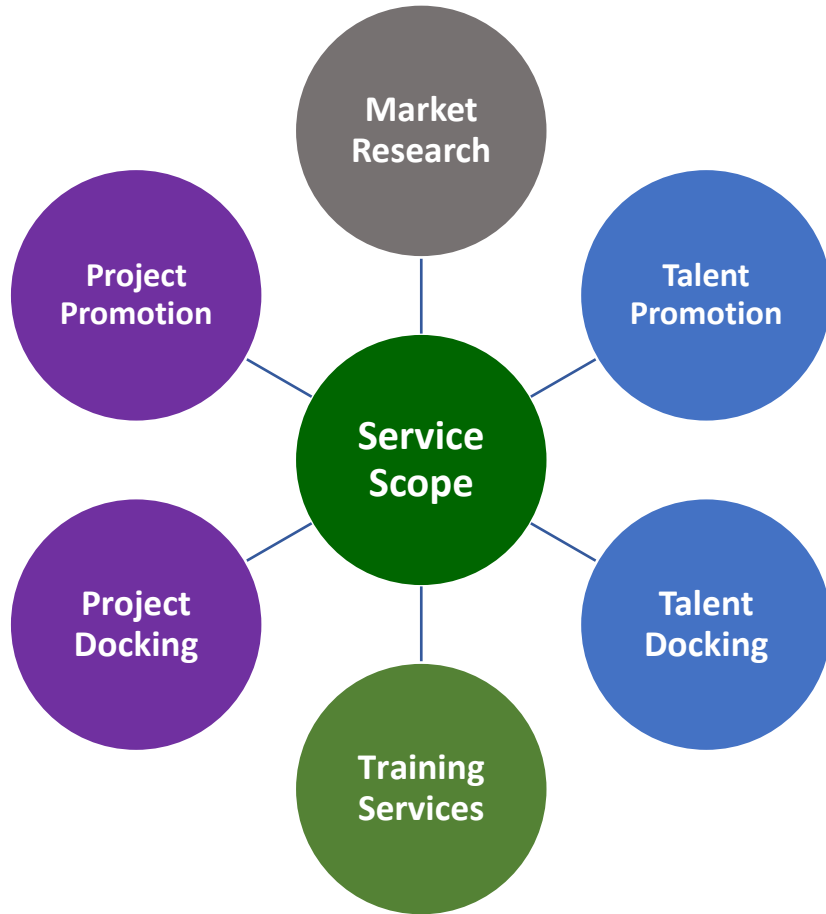 Market
Research
Project
Promotion
Talent
Promotion
Service
Scope
Project
Docking
Talent
Docking
Training
Services